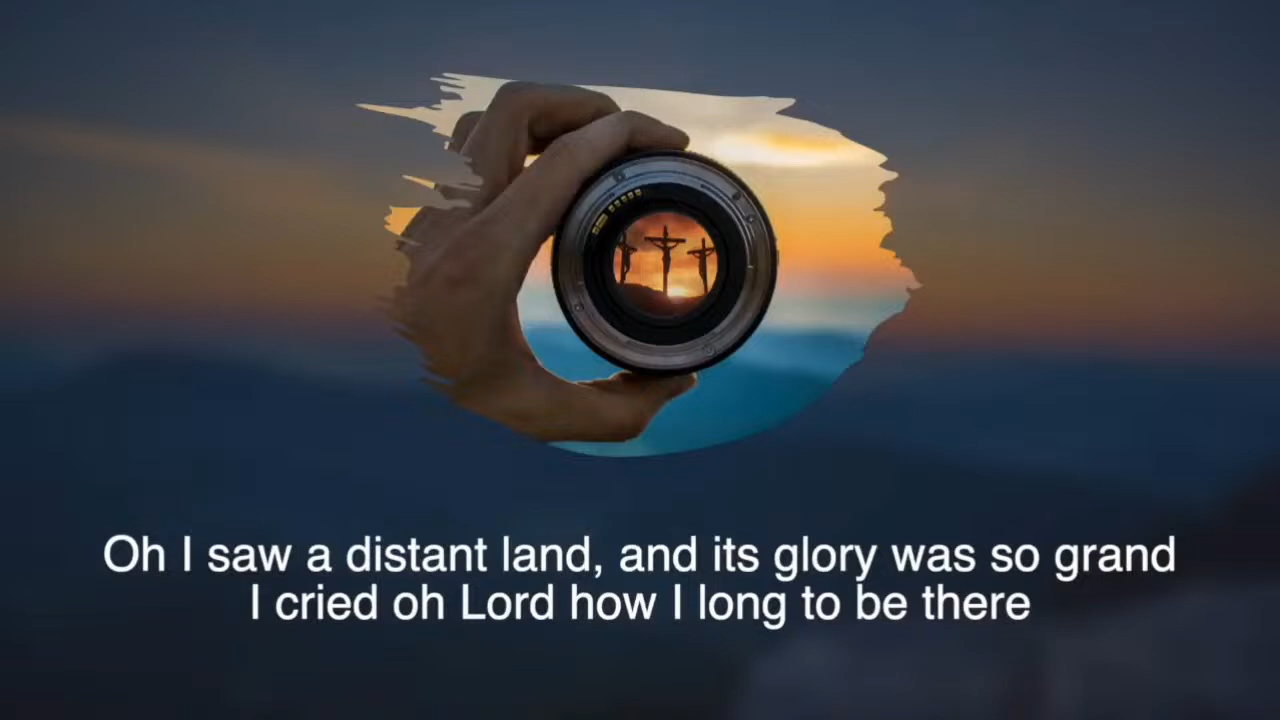 Oh I saw a distant land, and its glory was so grand
I cried oh Lord how I long to be there